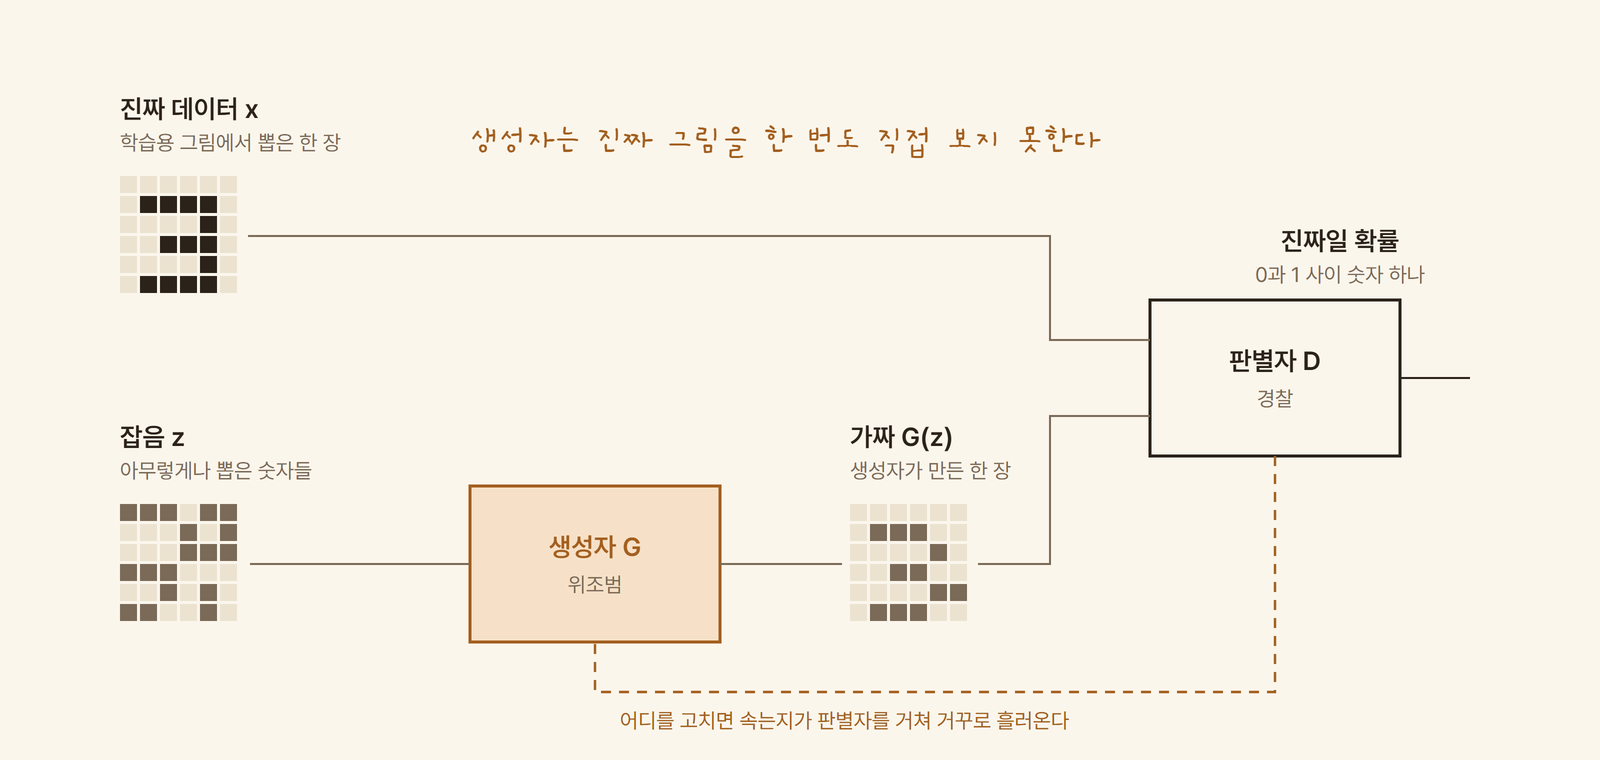 진짜 데이터 x
학습용 그림에서 뽑은 한 장
생성자는 진짜 그림을 한 번도 직접 보지 못한다
진짜일 확률
0과 1 사이 숫자 하나
판별자 D
경찰
잡음 z
아무렇게나 뽑은 숫자들
생성자 G
위조범
가짜 G(z)
생성자가 만든 한 장
어디를 고치면 속는지가 판별자를 거쳐 거꾸로 흘러온다